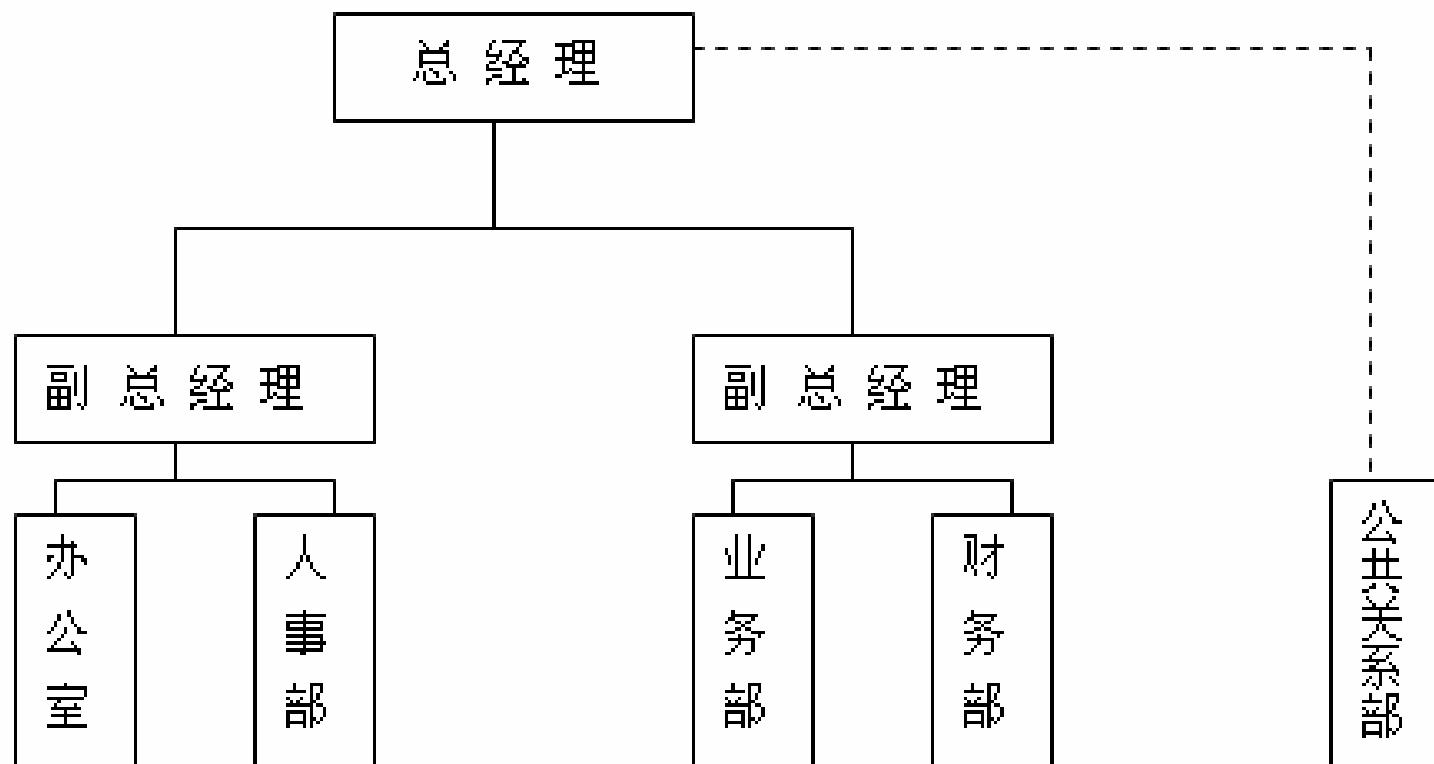 总经理
副总经理
副总经理
办公室
人事部
业务部
财务部
公共关系部